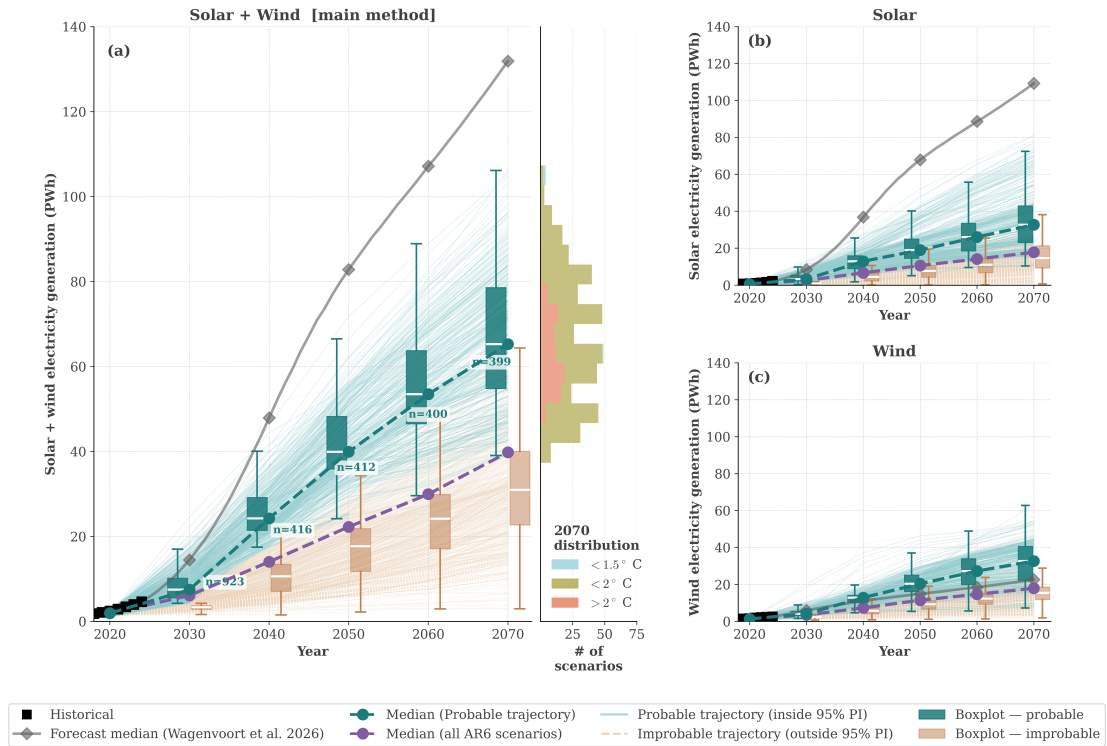 Solar + Wind [main method]
(a)
Solar + wind electricity generation (PWh)
140
120
100
80
60
40
20
0
n=923
n=416
n=412
n=400
n=399
2020
2030
2040
2050
2060
2070
Year
2070
distribution
< 1.5° C
< 2° C
> 2° C
25
50
75
# of
scenarios
Solar
(b)
Solar electricity generation (PWh)
140
120
100
80
60
40
20
0
2020
2030
2040
2050
2060
2070
Year
Wind
(c)
Wind electricity generation (PWh)
140
120
100
80
60
40
20
0
2020
2030
2040
2050
2060
2070
Year
Historical
Forecast median (Wagenvoort et al. 2026)
Median (Probable trajectory)
Median (all AR6 scenarios)
Probable trajectory (inside 95% PI)
Improbable trajectory (outside 95% PI)
Boxplot — probable
Boxplot — improbable